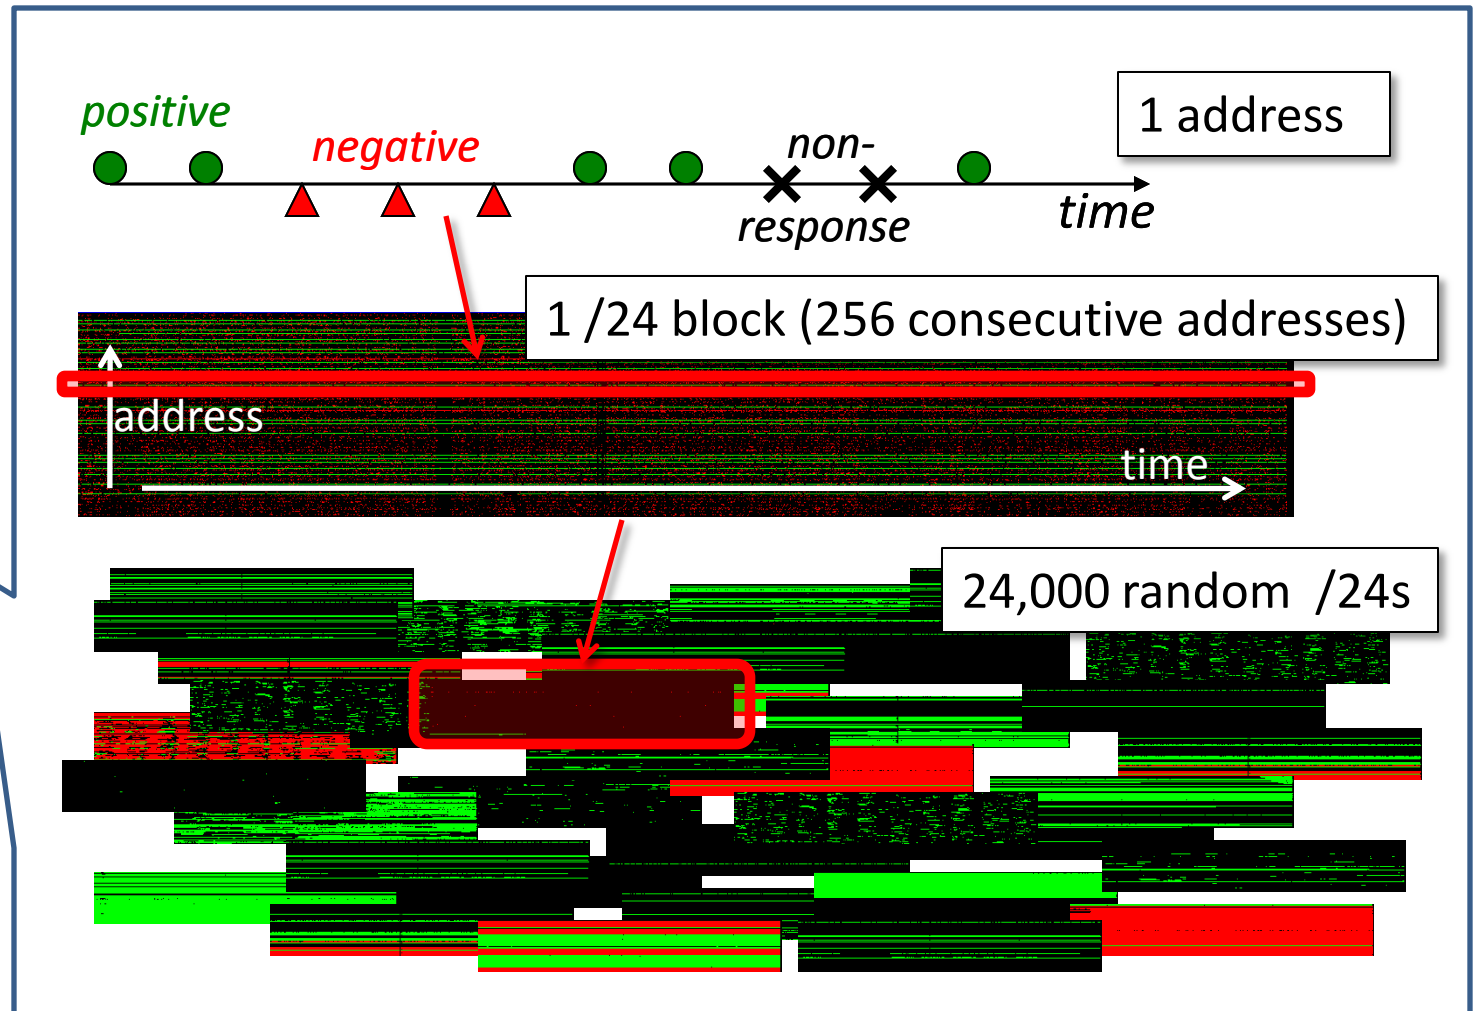 positive
negative
non-
response
time
1 address
1 /24 block (256 consecutive addresses)
address
time
24,000 random /24s